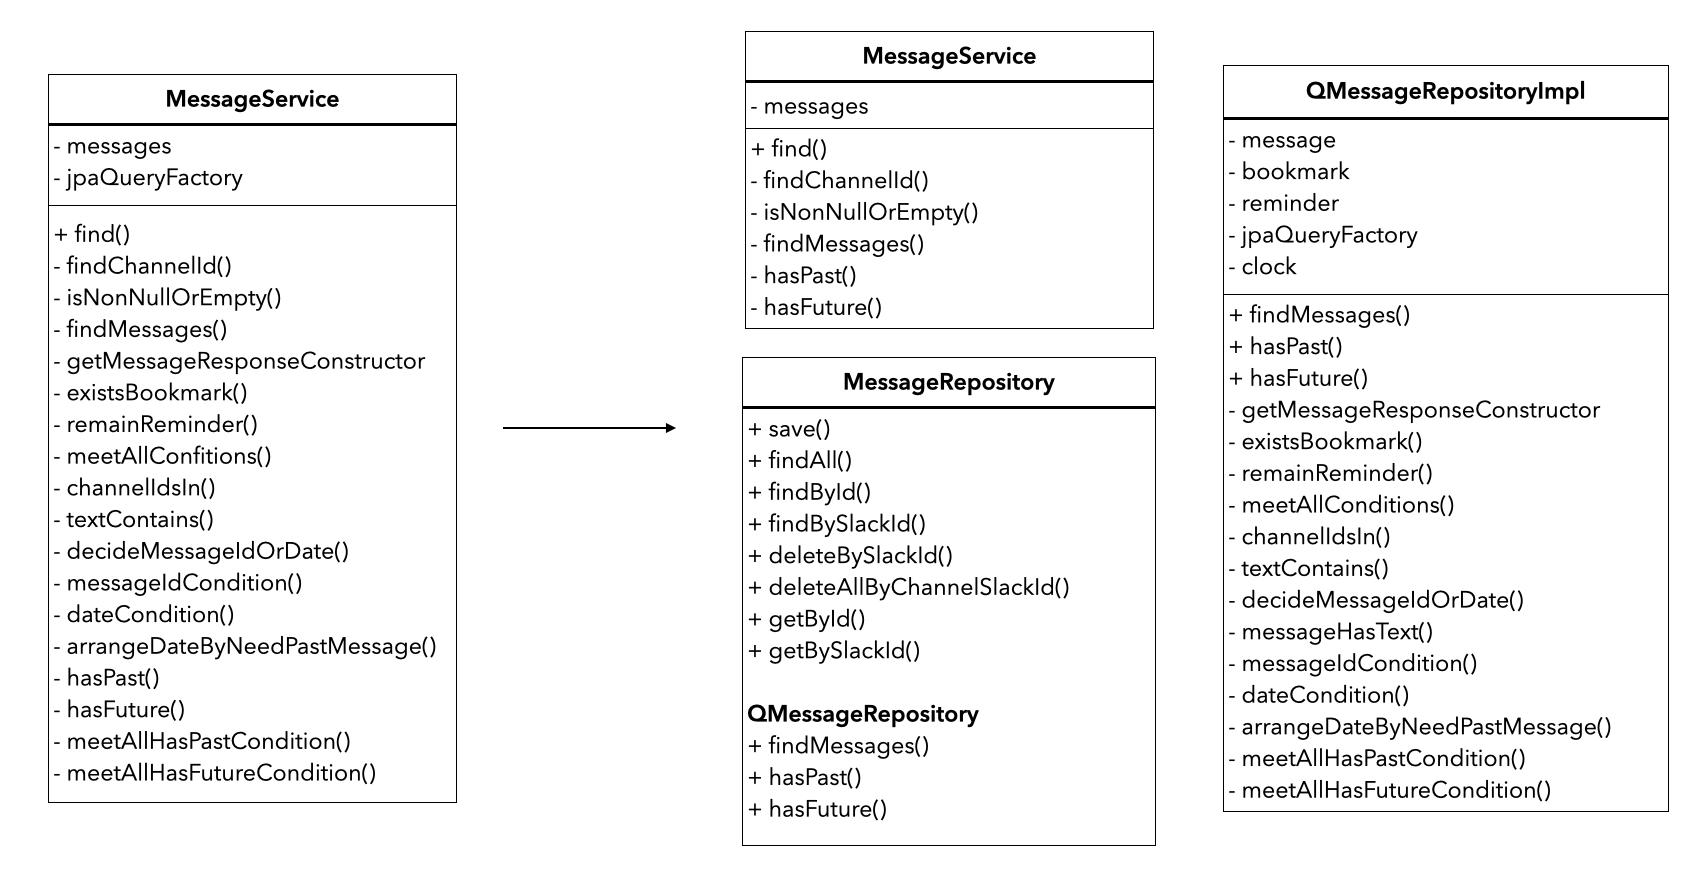 MessageService
- messages
- jpaQueryFactory
+ find()
- findChannelId()
- isNonNullOrEmpty()
- findMessages()
- getMessageResponseConstructor
- existsBookmark()
- remainReminder()
- meetAllConfitions()
- channelIdsIn()
- textContains()
- decideMessageIdOrDate()
- messageIdCondition()
- dateCondition()
- arrangeDateByNeedPastMessage()
- hasPast()
- hasFuture()
- meetAllHasPastCondition()
- meetAllHasFutureCondition()
MessageService
- messages
+ find()
- findChannelId()
- isNonNullOrEmpty()
- findMessages()
- hasPast()
- hasFuture()
MessageRepository
+ save()
+ findAll()
+ findById()
+ findBySlackId()
+ deleteBySlackId()
+ deleteAllByChannelSlackId()
+ getById()
+ getBySlackId()
QMessageRepository
+ findMessages()
+ hasPast()
+ hasFuture()
QMessageRepositoryImpl
- message
- bookmark
- reminder
- jpaQueryFactory
- clock
+ findMessages()
+ hasPast()
+ hasFuture()
- getMessageResponseConstructor
- existsBookmark()
- remainReminder()
- meetAllConditions()
- channelIdsIn()
- textContains()
- decideMessageIdOrDate()
- messageHasText()
- messageIdCondition()
- dateCondition()
- arrangeDateByNeedPastMessage()
- meetAllHasPastCondition()
- meetAllHasFutureCondition()